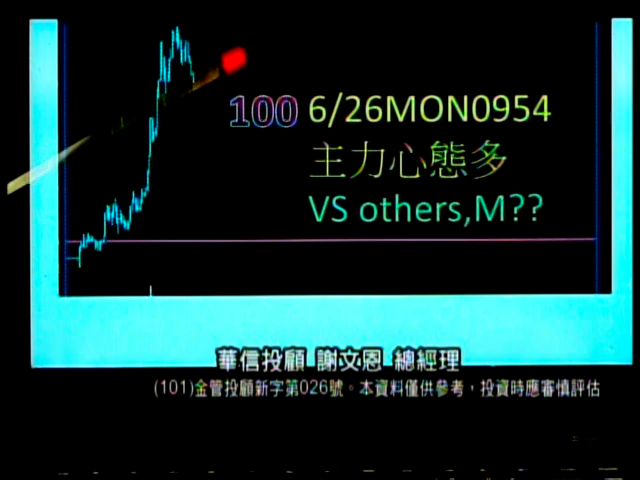 100 6/26MON0954
主力心態多
VS others,M??
華信投顧 謝文恩 總經理
(101)金管投顧新字第026號。本資料僅供參考，投資時應審慎評估